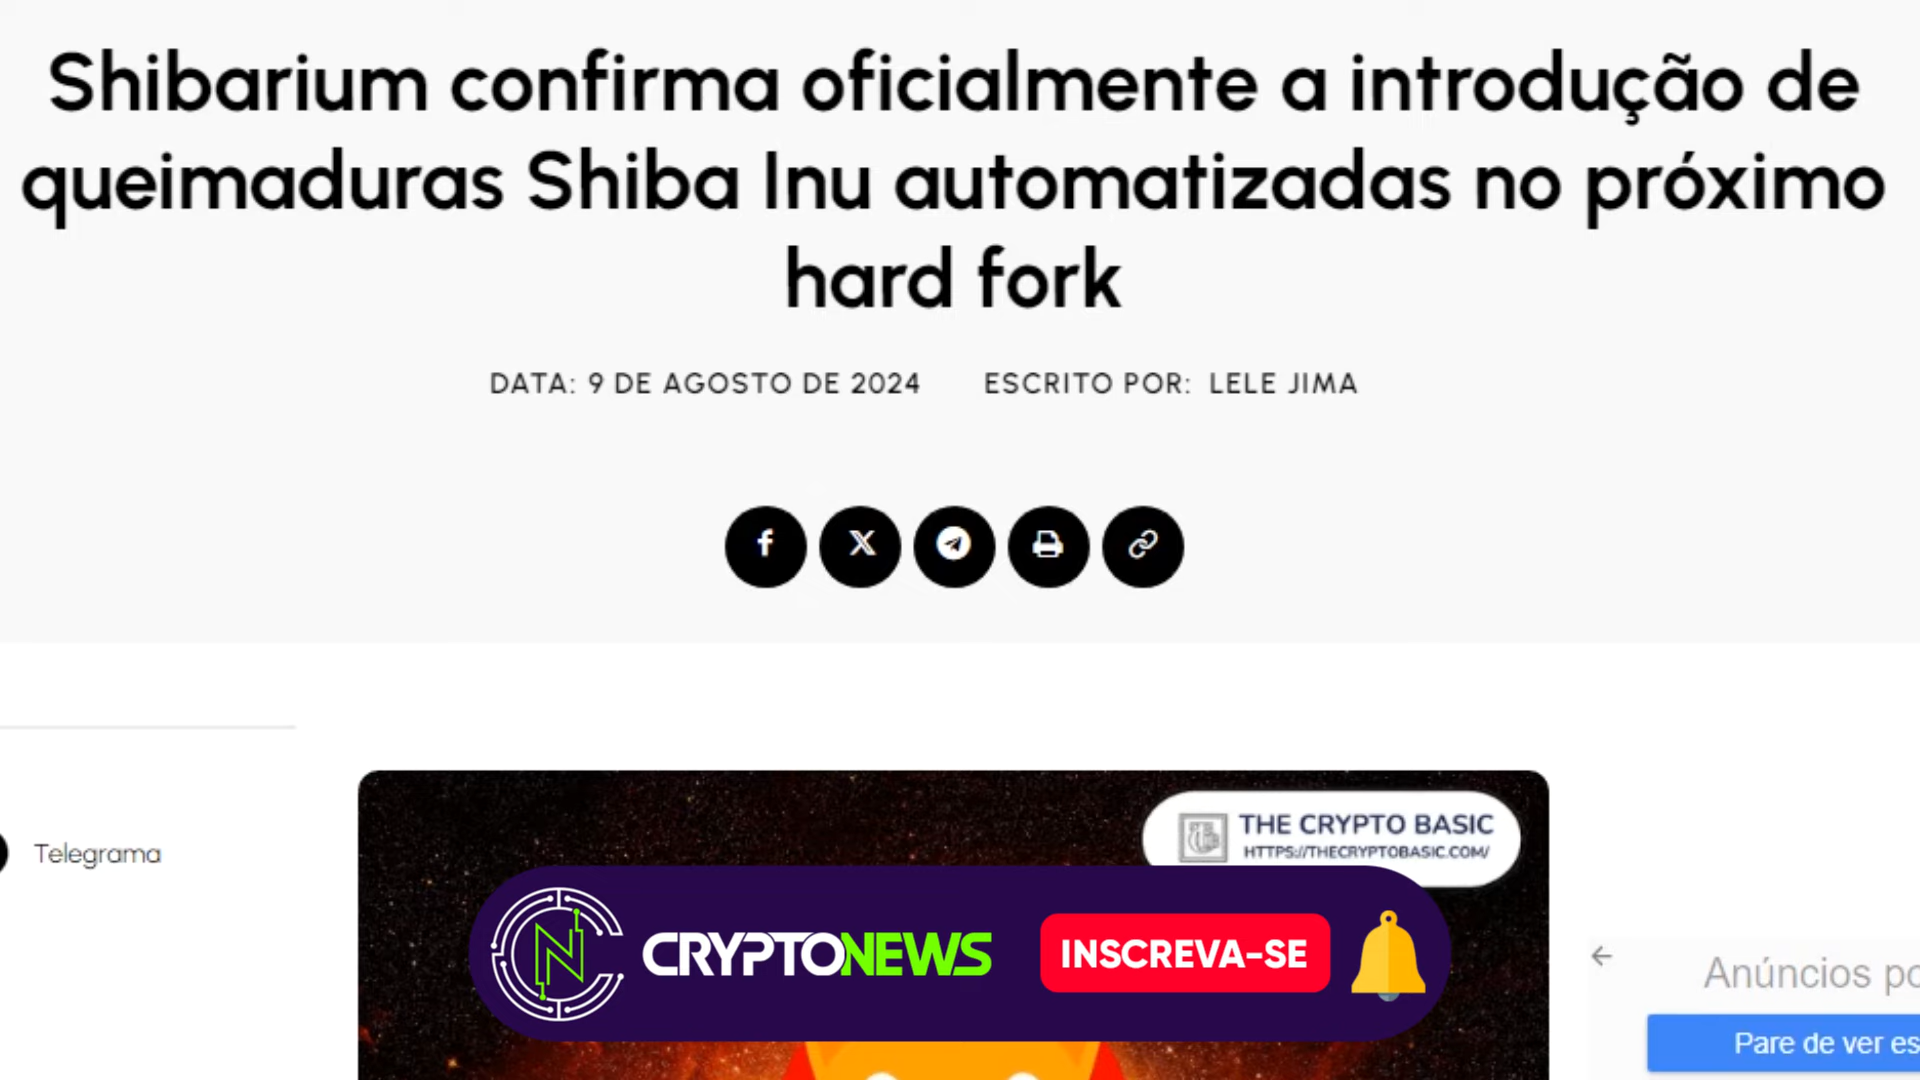 Shibarium confirma oficialmente a introdução de
queimaduras Shiba Inu automatizadas no próximo
hard fork
DATA: 9 DE AGOSTO DE 2024 ESCRITO POR: LELE JIMA
THE CRYPTO BASIC
HTTPS://THECRYPTOBASIC.COM/
Telegrama
CRYPTONEWS INSCREVA-SE
Anúncios po
Pare de ver es